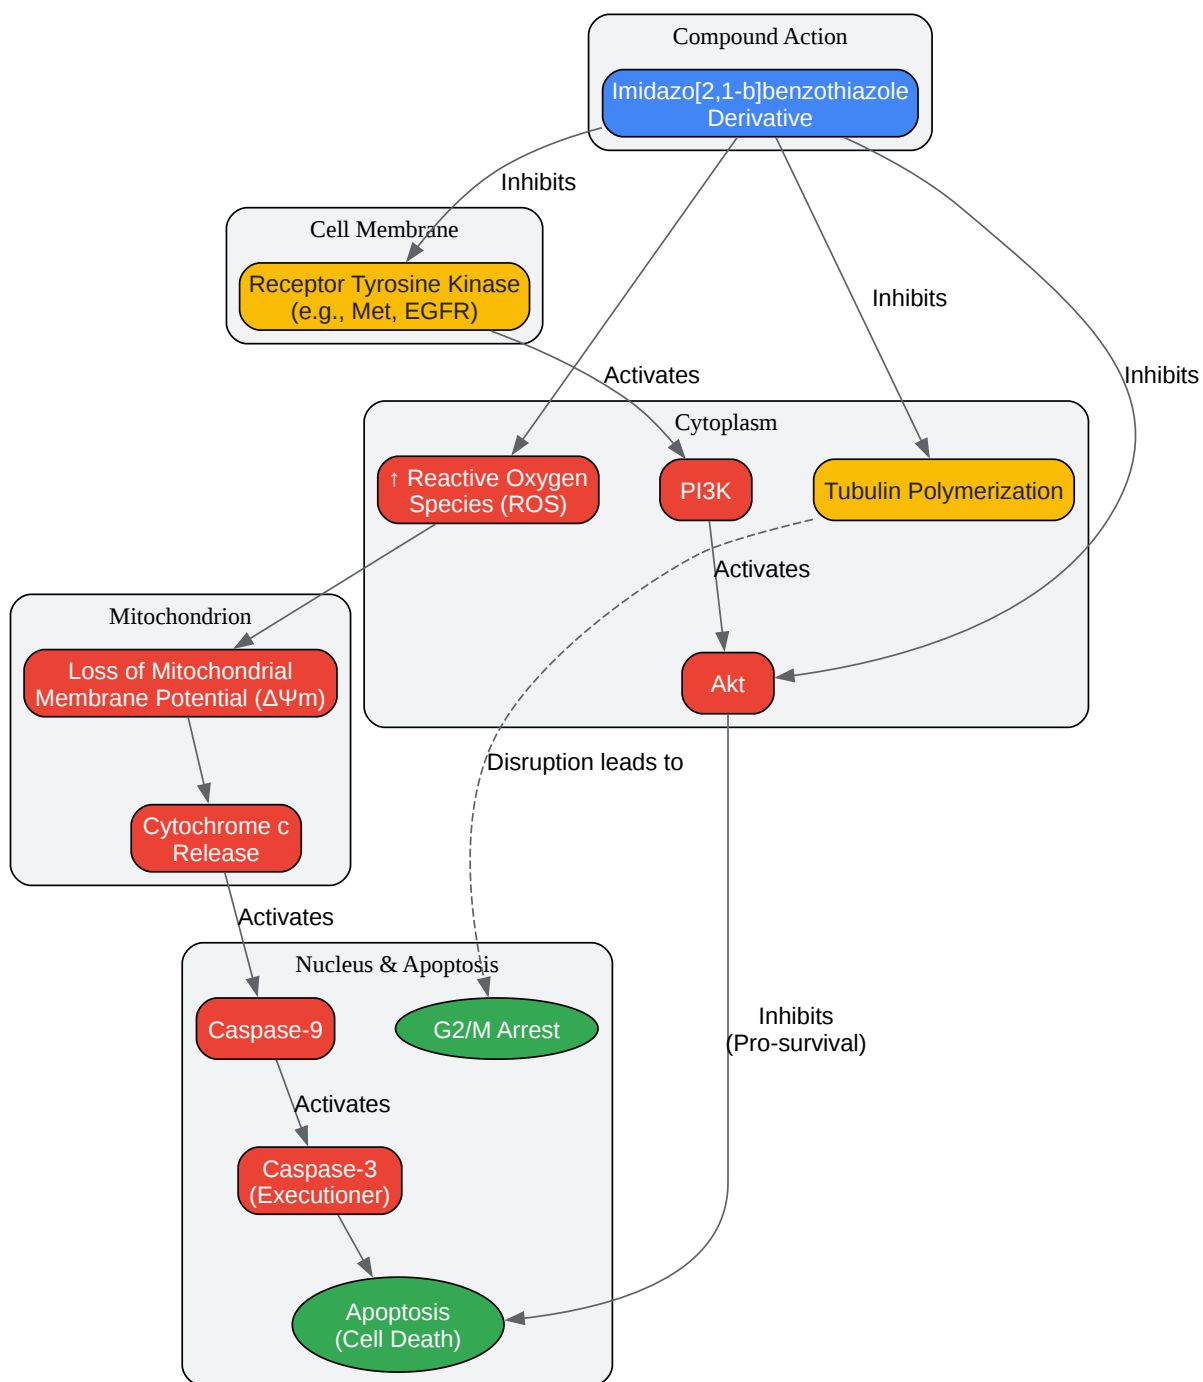 Compound Action
Imidazo[2,1-b]benzothiazole
Derivative
Inhibits
Cell Membrane
Receptor Tyrosine Kinase
(e.g., Met, EGFR)
Inhibits
Activates
Inhibits
Cytoplasm
↑ Reactive Oxygen
Species (ROS)
PI3K
Tubulin Polymerization
Activates
Mitochondrion
Loss of Mitochondrial
Membrane Potential (ΔΨm)
Akt
Disruption leads to
Cytochrome c
Release
Activates
Nucleus & Apoptosis
Caspase-9
G2/M Arrest
Inhibits
(Pro-survival)
Activates
Caspase-3
(Executioner)
Apoptosis
(Cell Death)